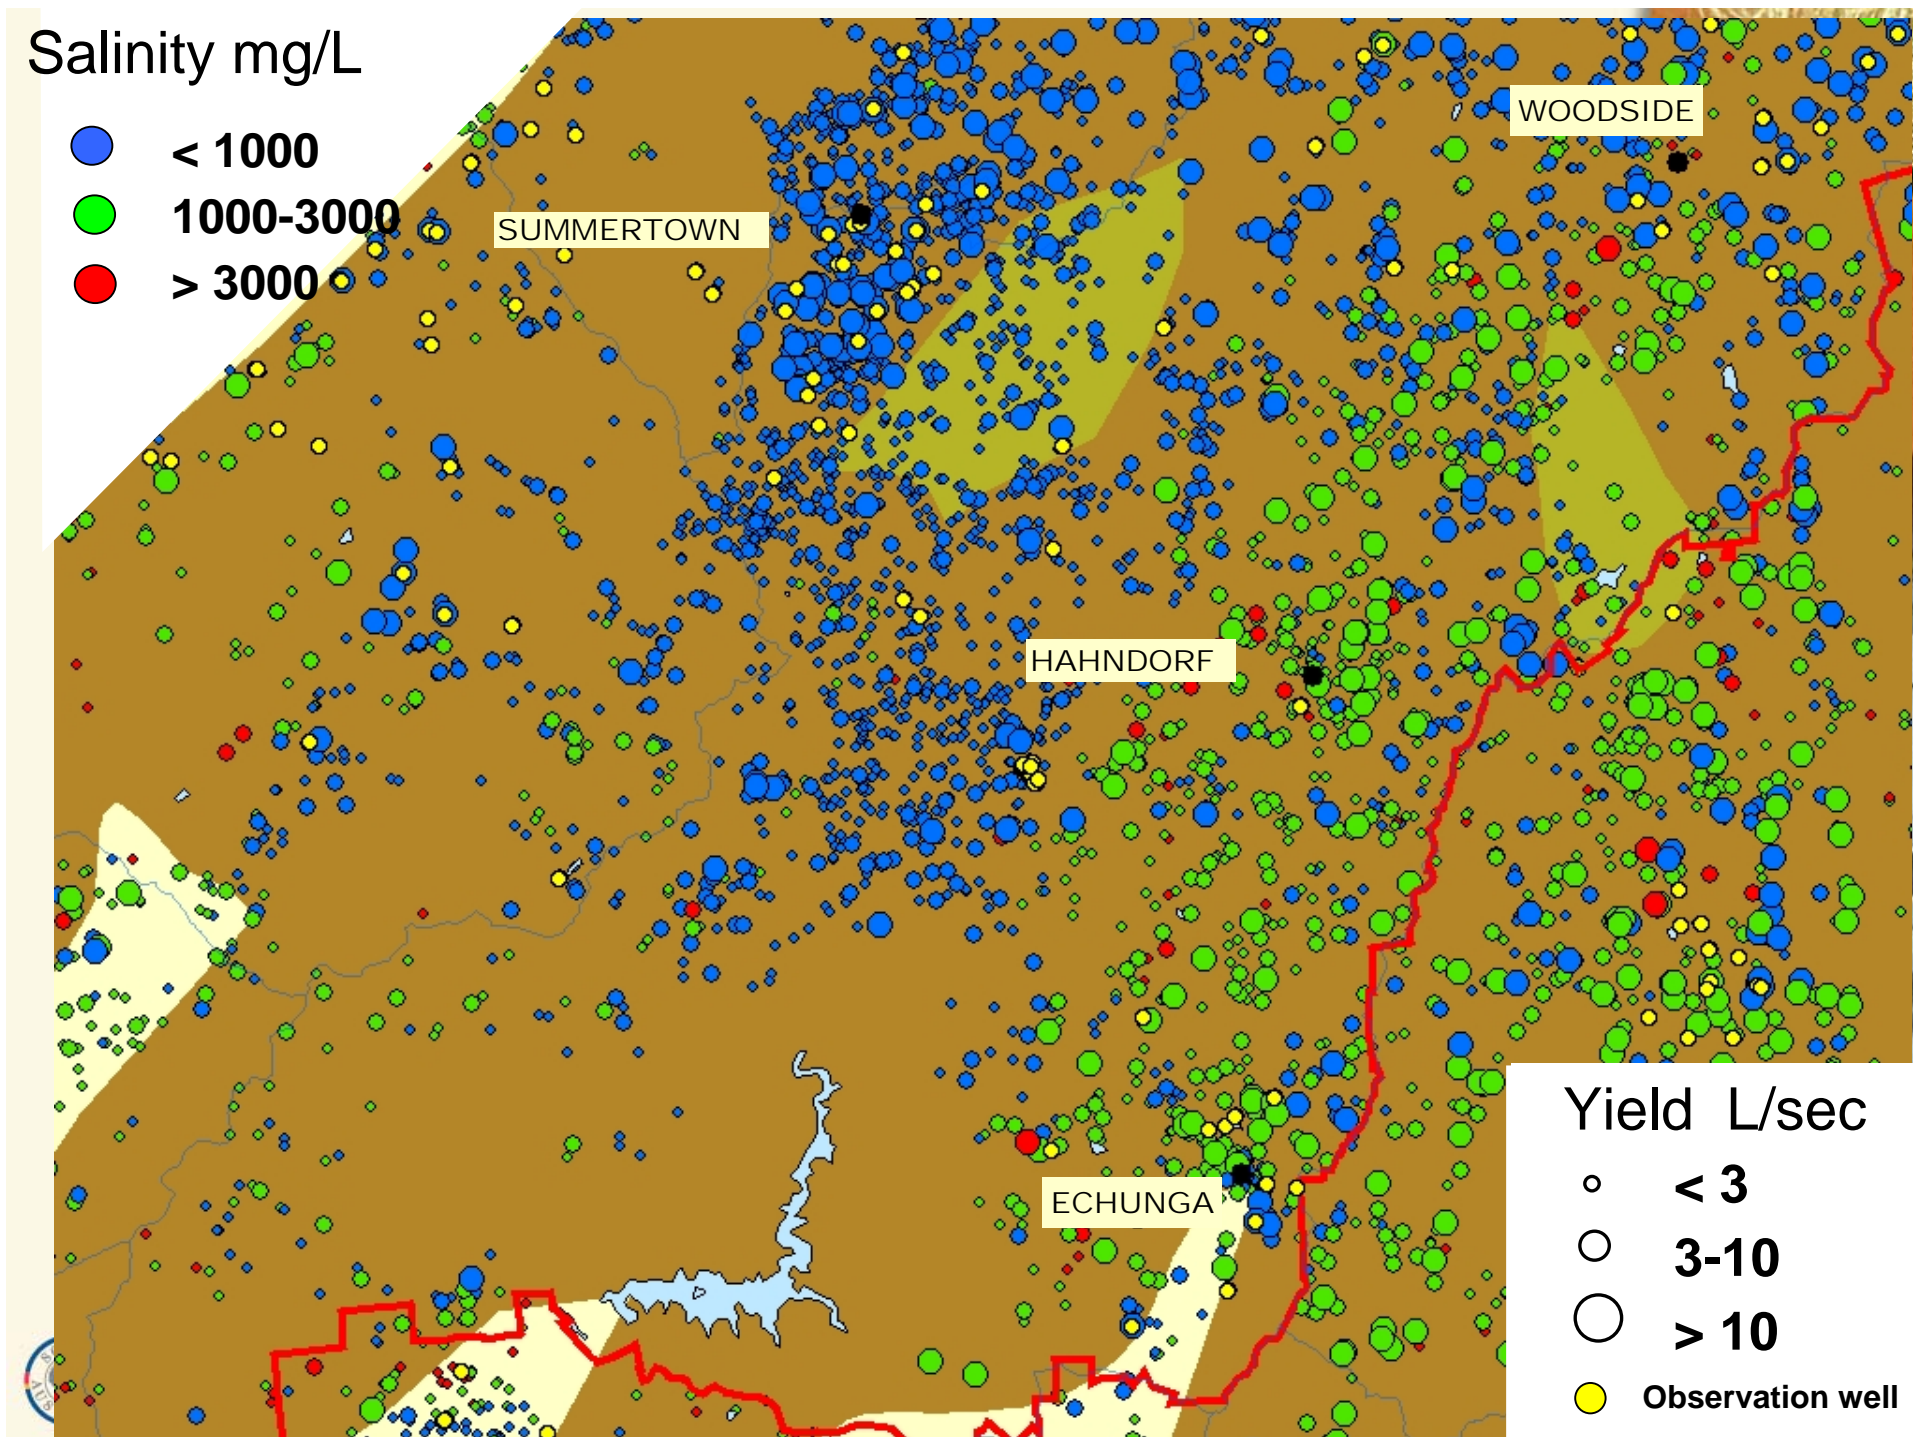 Salinity mg/L
< 1000
1000-3000
> 3000
WOODSIDE
SUMMERTOWN
HAHNDORF
ECHUNGA
Yield L/sec
< 3
3-10
> 10
Observation well